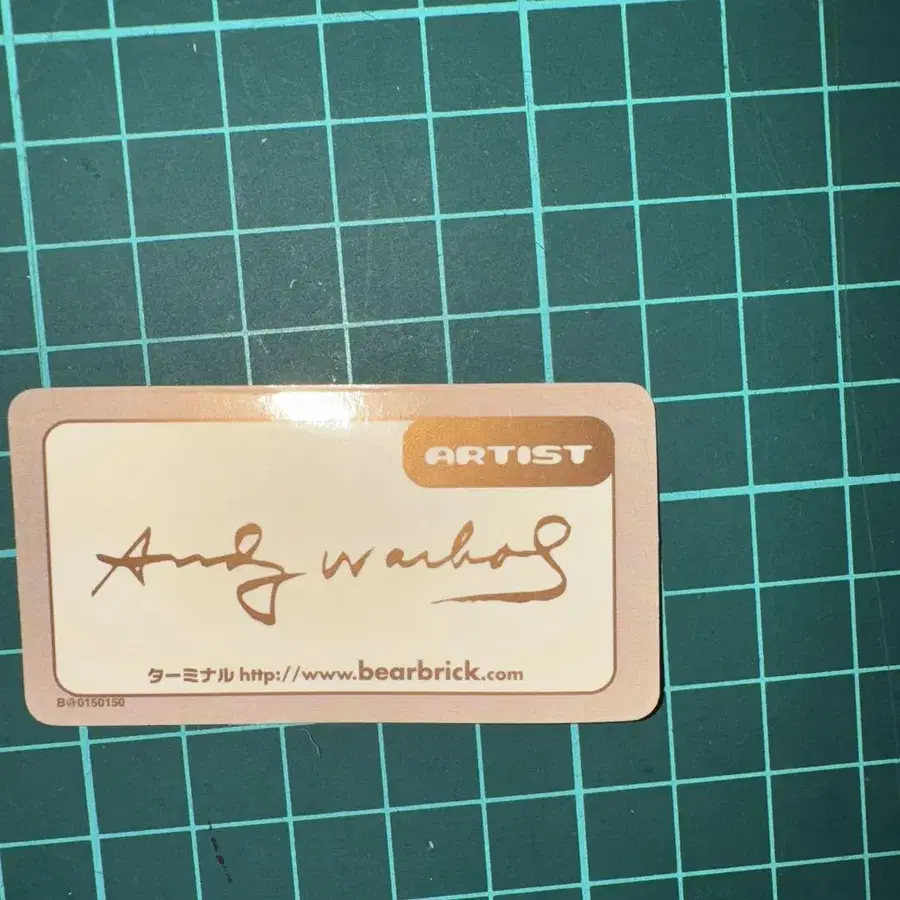 ARTIST
Andy Warhol
ターミナル http://www.bearbrick.com
B@0150150